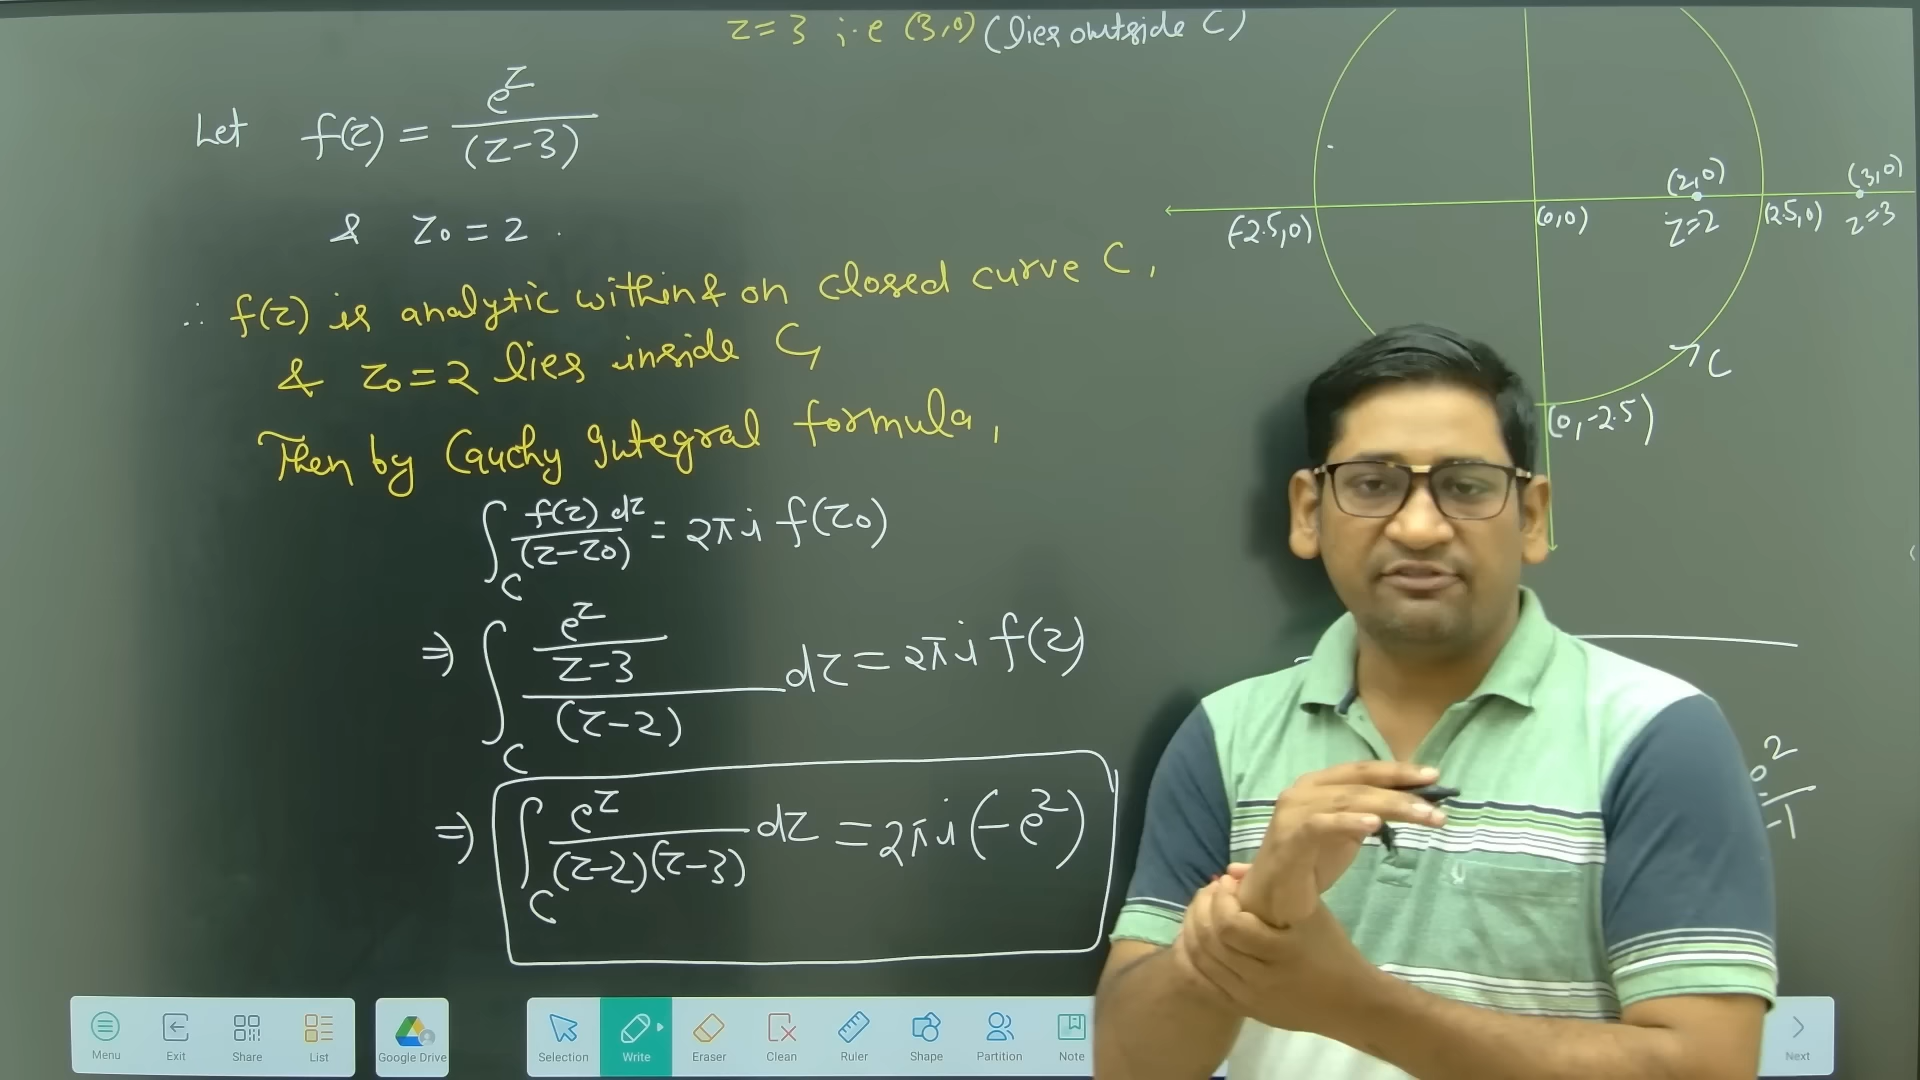 z=3 i.e (3,0) (lies outside C)
Let f(z) = e^z / (z-3)
& z₀ = 2
∴ f(z) is analytic within & on closed curve C,
& z₀=2 lies inside C,
Then by Cauchy Integral formula,
∫_C f(z) dz / (z-z₀) = 2πi f(z₀)
⇒ ∫_C (e^z / z-3) / (z-2) dz = 2πi f(2)
⇒ ∫_C e^z / (z-2)(z-3) dz = 2πi (-e^2)
(2,0)
(3,0)
(-2.5,0)
(0,0)
z=2
(2.5,0)
z=3
C
(0,-2.5)
e^2 / -1
Menu
Exit
Share
List
Google Drive
Selection
Write
Eraser
Clean
Ruler
Shape
Partition
Note
Next